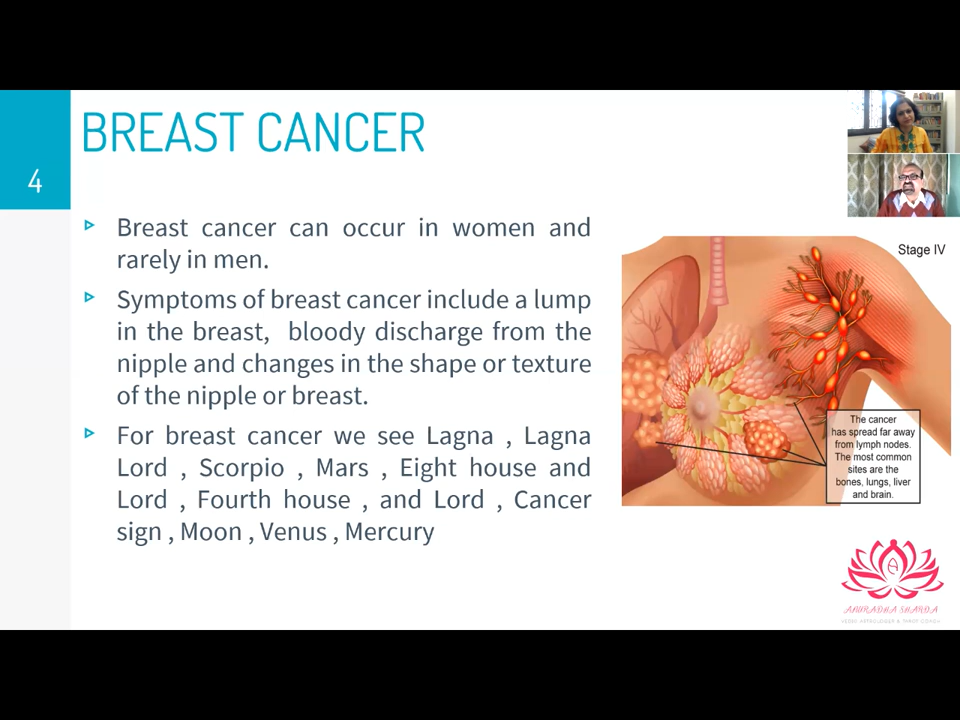 BREAST CANCER
4
Breast cancer can occur in women and
rarely in men.
Symptoms of breast cancer include a lump
in the breast, bloody discharge from the
nipple and changes in the shape or texture
of the nipple or breast.
For breast cancer we see Lagna , Lagna
Lord , Scorpio , Mars , Eight house and
Lord , Fourth house , and Lord , Cancer
sign , Moon , Venus , Mercury
Stage IV
The cancer
has spread far away
from lymph nodes.
The most common
sites are the
bones, lungs, liver
and brain.
ANURADHA SHARDA
VEDIC ASTROLOGER & TAROT COACH